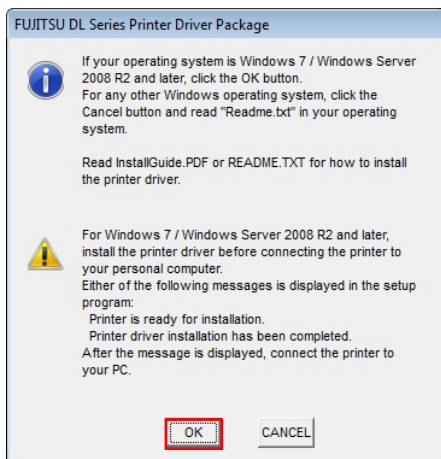 FUJITSU DL Series Printer Driver Package
If your operating system is Windows 7 / Windows Server
2008 R2 and later, click the OK button.
For any other Windows operating system, click the
Cancel button and read "Readme.txt" in your operating
system.
Read InstallGuide.PDF or README.TXT for how to install
the printer driver.
For Windows 7 / Windows Server 2008 R2 and later,
install the printer driver before connecting the printer to
your personal computer.
Either of the following messages is displayed in the setup
program:
Printer is ready for installation.
Printer driver installation has been completed.
After the message is displayed, connect the printer to
your PC.
OK CANCEL